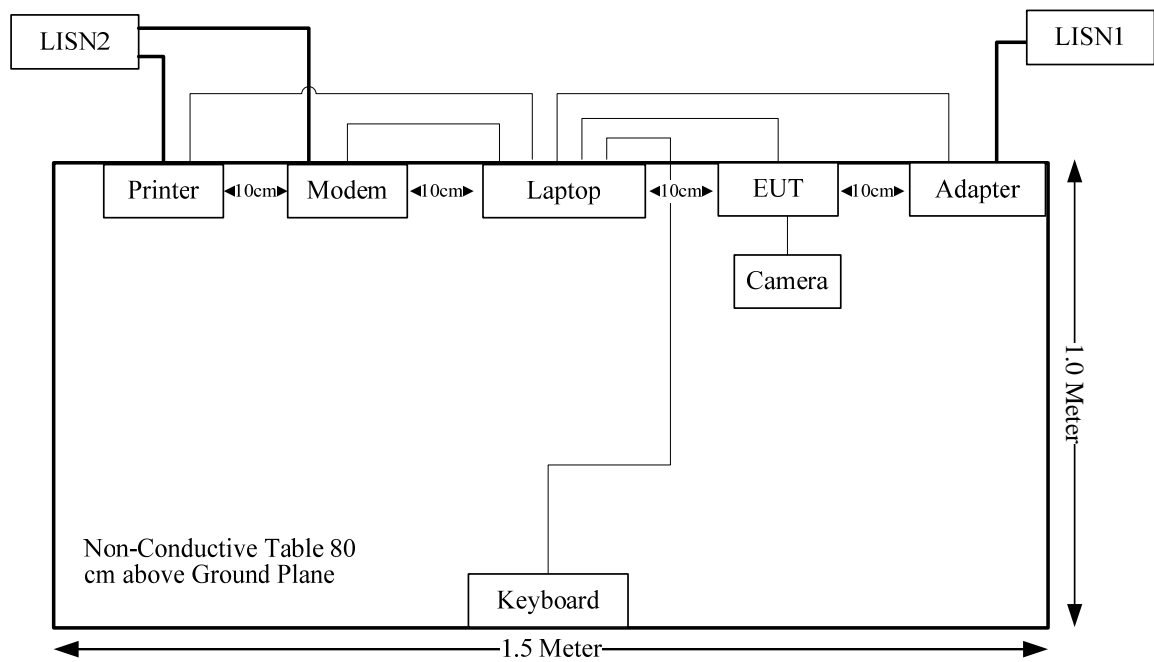 LISN2
LISN1
Printer
10cm
Modem
10cm
Laptop
10cm
EUT
10cm
Adapter
Camera
1.0 Meter
Non-Conductive Table 80
cm above Ground Plane
Keyboard
1.5 Meter